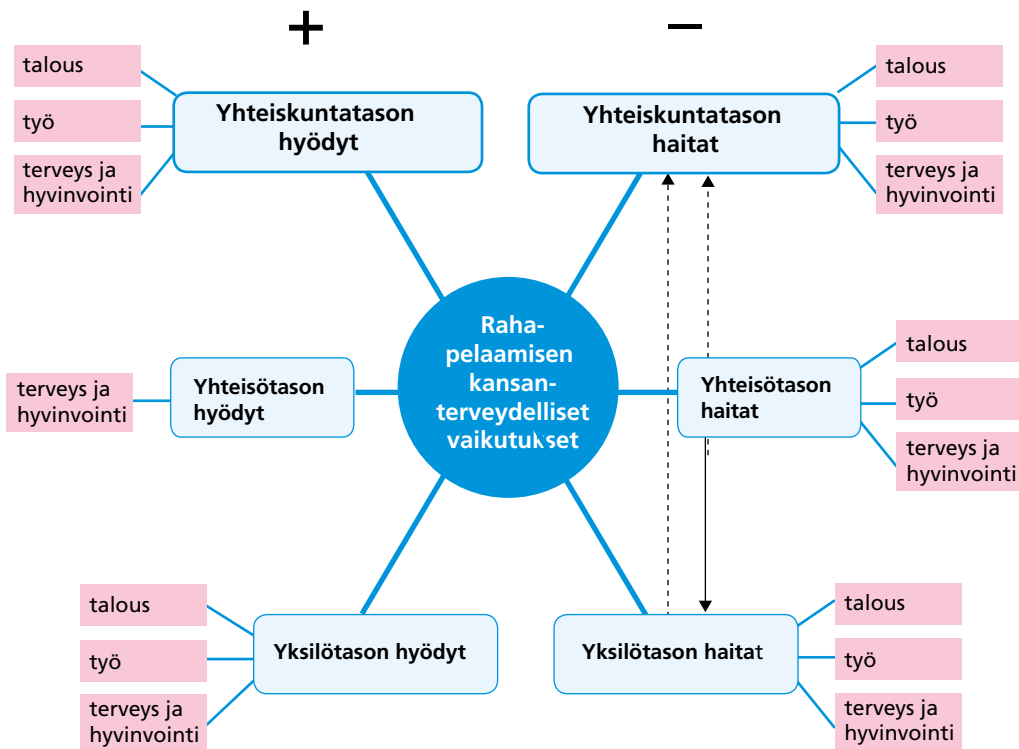 +
−
talous
työ
terveys ja
hyvinvointi
Yhteiskuntatason
hyödyt
Yhteiskuntatason
haitat
talous
työ
terveys ja
hyvinvointi
terveys ja
hyvinvointi
Yhteisötason
hyödyt
Raha-
pelaamisen
kansan-
terveydelliset
vaikutukset
Yhteisötason
haitat
talous
työ
terveys ja
hyvinvointi
talous
työ
terveys ja
hyvinvointi
Yksilötason hyödyt
Yksilötason haitat
talous
työ
terveys ja
hyvinvointi